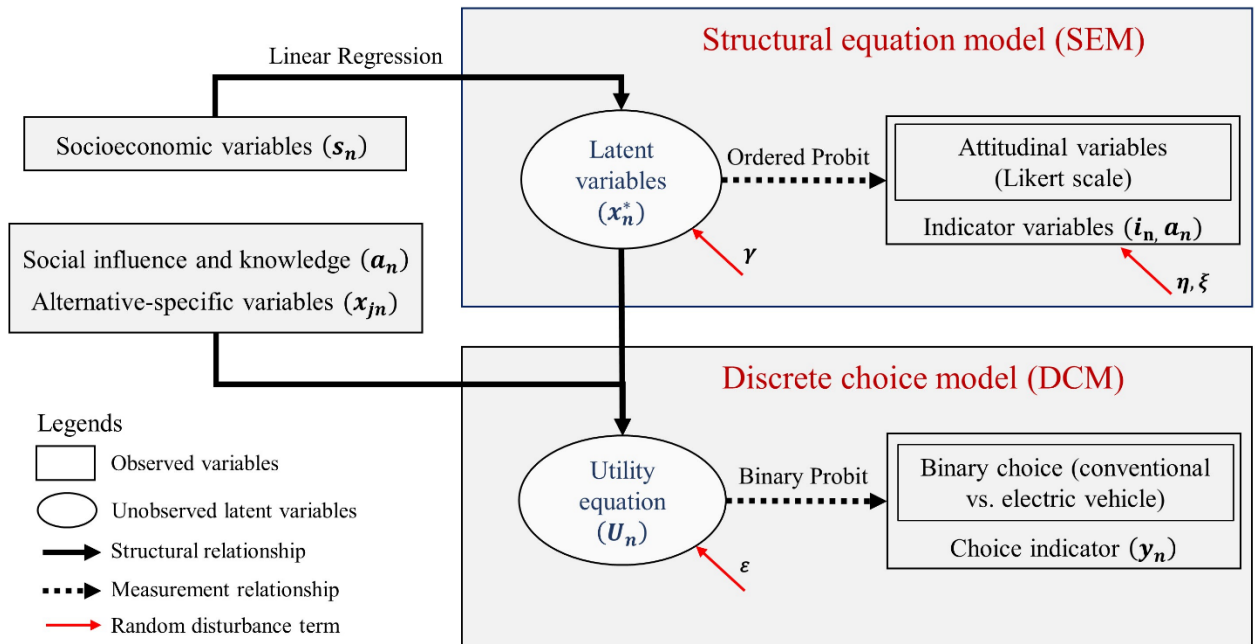 Structural equation model (SEM)
Linear Regression
Socioeconomic variables (sₙ)
Latent
variables
(x*ₙ)
Ordered Probit
Attitudinal variables
(Likert scale)
Indicator variables (iₙ, aₙ)
γ
η, ξ
Social influence and knowledge (aₙ)
Alternative-specific variables (xⱼₙ)
Discrete choice model (DCM)
Utility
equation
(Uₙ)
Binary Probit
Binary choice (conventional
vs. electric vehicle)
Choice indicator (yₙ)
ε
Legends
Observed variables
Unobserved latent variables
Structural relationship
Measurement relationship
Random disturbance term